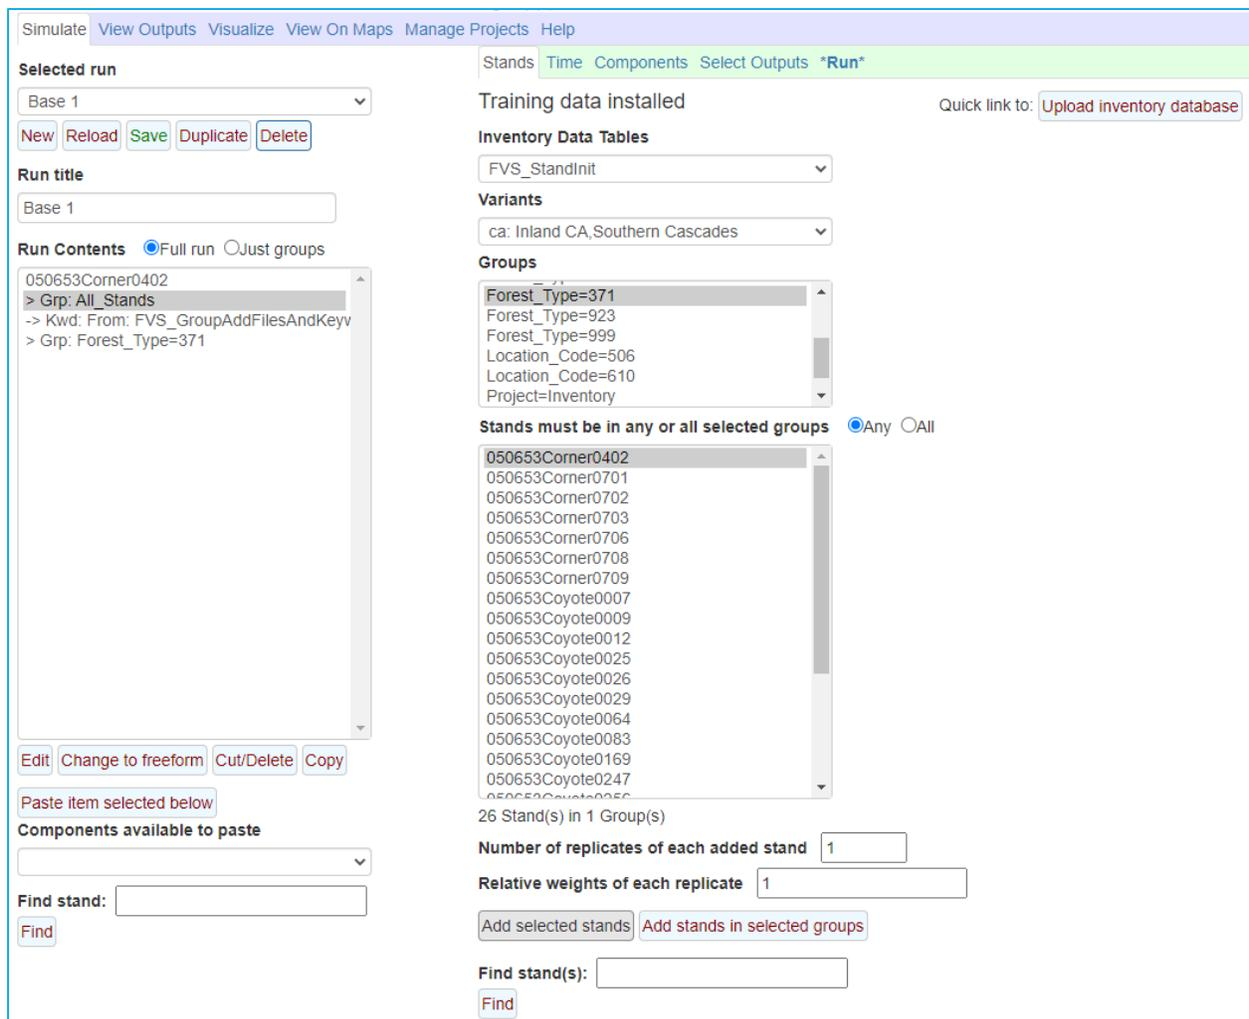 Simulate View Outputs Visualize View On Maps Manage Projects Help
Selected run
Base 1
New Reload Save Duplicate Delete
Run title
Base 1
Run Contents Full run Just groups
050653Corner0402
> Grp: All_Stands
-> Kwd: From: FVS_GroupAddFilesAndKeyw
> Grp: Forest_Type=371
Edit Change to freeform Cut/Delete Copy
Paste item selected below
Components available to paste
Find stand:
Find
Stands Time Components Select Outputs *Run*
Training data installed
Quick link to: Upload inventory database
Inventory Data Tables
FVS_StandInit
Variants
ca: Inland CA,Southern Cascades
Groups
Forest_Type=371
Forest_Type=923
Forest_Type=999
Location_Code=506
Location_Code=610
Project=Inventory
Stands must be in any or all selected groups Any All
050653Corner0402
050653Corner0701
050653Corner0702
050653Corner0703
050653Corner0706
050653Corner0708
050653Corner0709
050653Coyote0007
050653Coyote0009
050653Coyote0012
050653Coyote0025
050653Coyote0026
050653Coyote0029
050653Coyote0064
050653Coyote0083
050653Coyote0169
050653Coyote0247
26 Stand(s) in 1 Group(s)
Number of replicates of each added stand 1
Relative weights of each replicate 1
Add selected stands Add stands in selected groups
Find stand(s):
Find